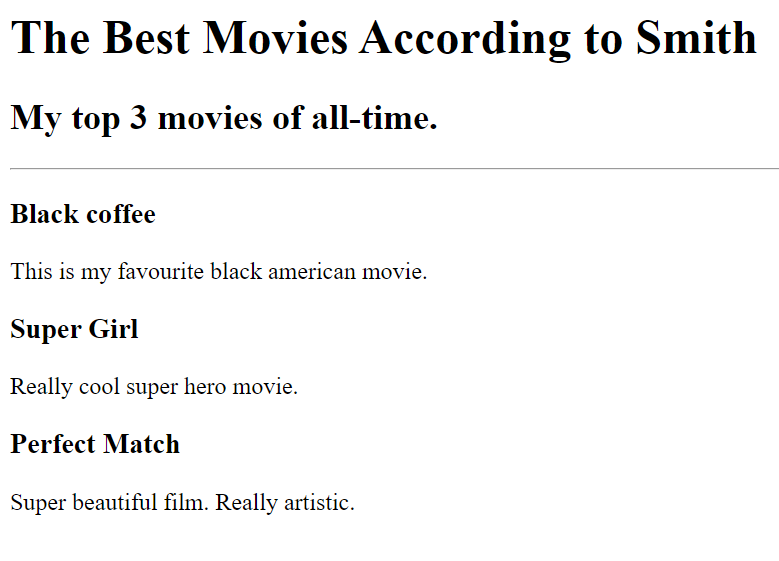 The Best Movies According to Smith
My top 3 movies of all-time.
Black coffee
This is my favourite black american movie.
Super Girl
Really cool super hero movie.
Perfect Match
Super beautiful film. Really artistic.